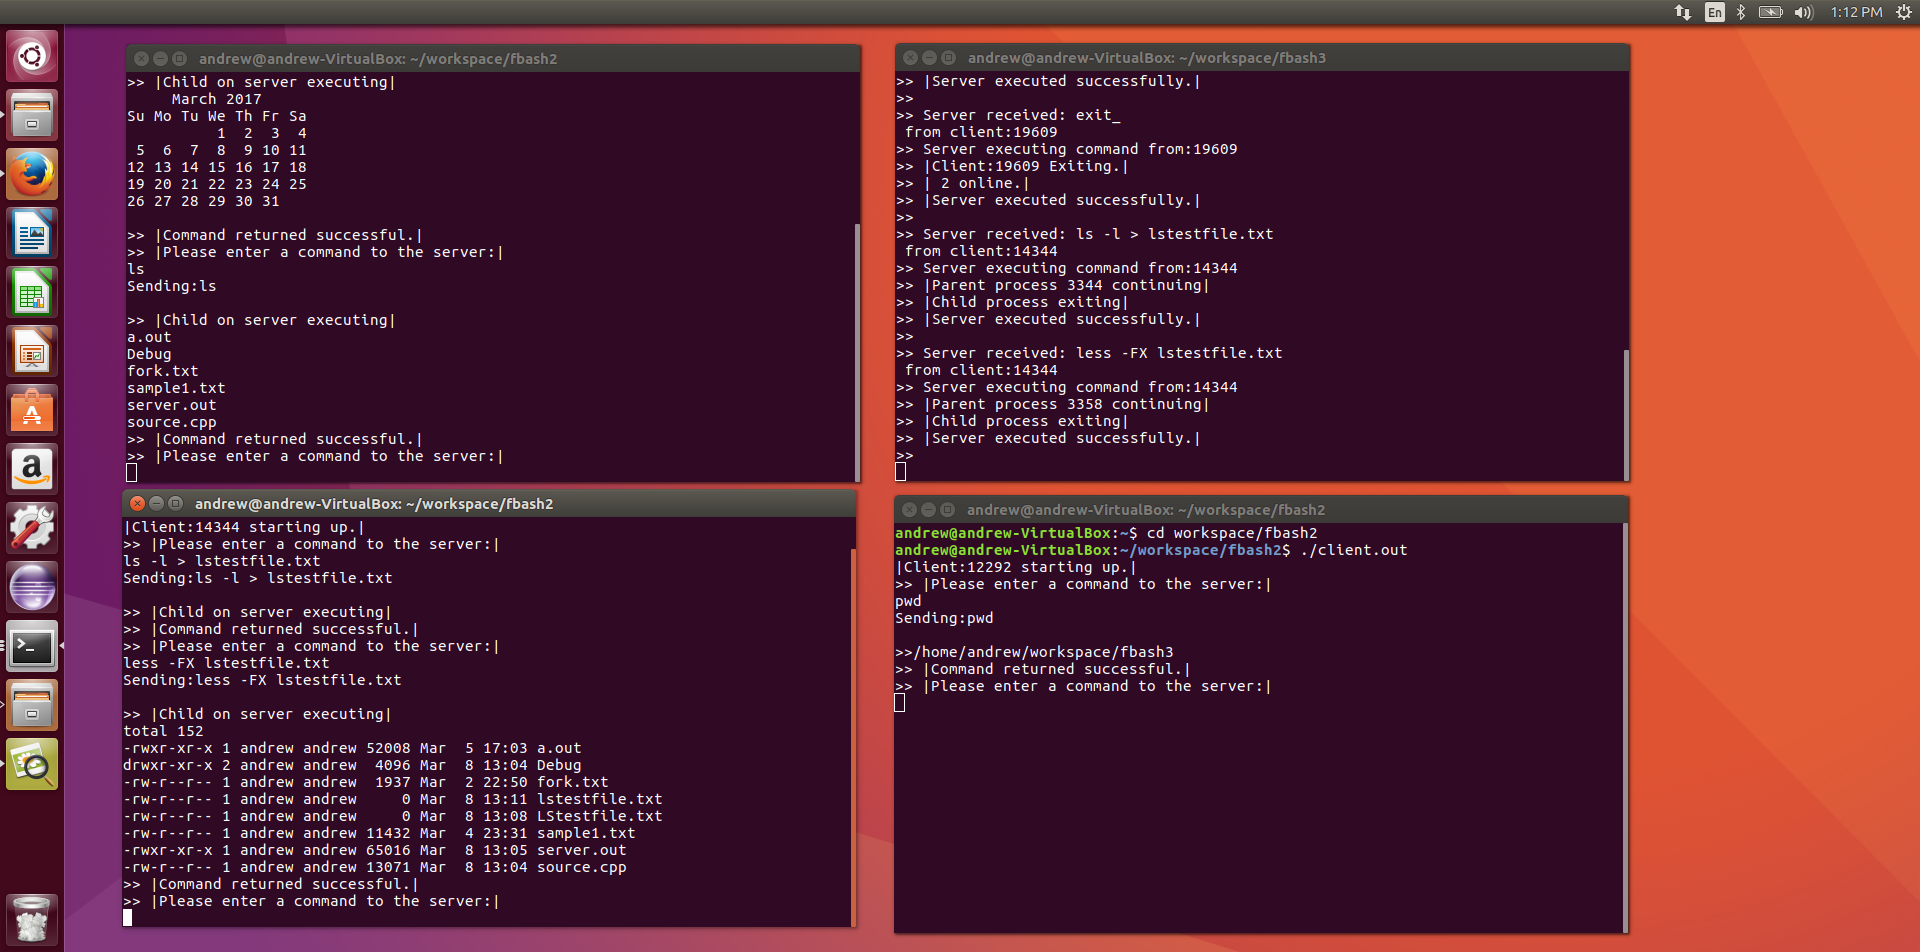 En 1:12 PM
andrew@andrew-VirtualBox: ~/workspace/fbash2
>> |Child on server executing|
     March 2017
Su Mo Tu We Th Fr Sa
          1  2  3  4
 5  6  7  8  9 10 11
12 13 14 15 16 17 18
19 20 21 22 23 24 25
26 27 28 29 30 31
>> |Command returned successful.|
>> |Please enter a command to the server:|
ls
Sending:ls
>> |Child on server executing|
a.out
Debug
fork.txt
sample1.txt
server.out
source.cpp
>> |Command returned successful.|
>> |Please enter a command to the server:|
andrew@andrew-VirtualBox: ~/workspace/fbash3
>> |Server executed successfully.|
>>
>> Server received: exit_
 from client:19609
>> Server executing command from:19609
>> |Client:19609 Exiting.|
>> | 2 online.|
>> |Server executed successfully.|
>>
>> Server received: ls -l > lstestfile.txt
 from client:14344
>> Server executing command from:14344
>> |Parent process 3344 continuing|
>> |Child process exiting|
>> |Server executed successfully.|
>>
>> Server received: less -FX lstestfile.txt
 from client:14344
>> Server executing command from:14344
>> |Parent process 3358 continuing|
>> |Child process exiting|
>> |Server executed successfully.|
>>
andrew@andrew-VirtualBox: ~/workspace/fbash2
|Client:14344 starting up.|
>> |Please enter a command to the server:|
ls -l > lstestfile.txt
Sending:ls -l > lstestfile.txt
>> |Child on server executing|
>> |Command returned successful.|
>> |Please enter a command to the server:|
less -FX lstestfile.txt
Sending:less -FX lstestfile.txt
>> |Child on server executing|
total 152
-rwxr-xr-x 1 andrew andrew 52008 Mar  5 17:03 a.out
drwxr-xr-x 2 andrew andrew  4096 Mar  8 13:04 Debug
-rw-r--r-- 1 andrew andrew  1937 Mar  2 22:50 fork.txt
-rw-r--r-- 1 andrew andrew     0 Mar  8 13:11 lstestfile.txt
-rw-r--r-- 1 andrew andrew     0 Mar  8 13:08 LStestfile.txt
-rw-r--r-- 1 andrew andrew 11432 Mar  4 23:31 sample1.txt
-rwxr-xr-x 1 andrew andrew 65016 Mar  8 13:05 server.out
-rw-r--r-- 1 andrew andrew 13071 Mar  8 13:04 source.cpp
>> |Command returned successful.|
>> |Please enter a command to the server:|
andrew@andrew-VirtualBox: ~/workspace/fbash2
andrew@andrew-VirtualBox:~$ cd workspace/fbash2
andrew@andrew-VirtualBox:~/workspace/fbash2$ ./client.out
|Client:12292 starting up.|
>> |Please enter a command to the server:|
pwd
Sending:pwd
>>/home/andrew/workspace/fbash3
>> |Command returned successful.|
>> |Please enter a command to the server:|